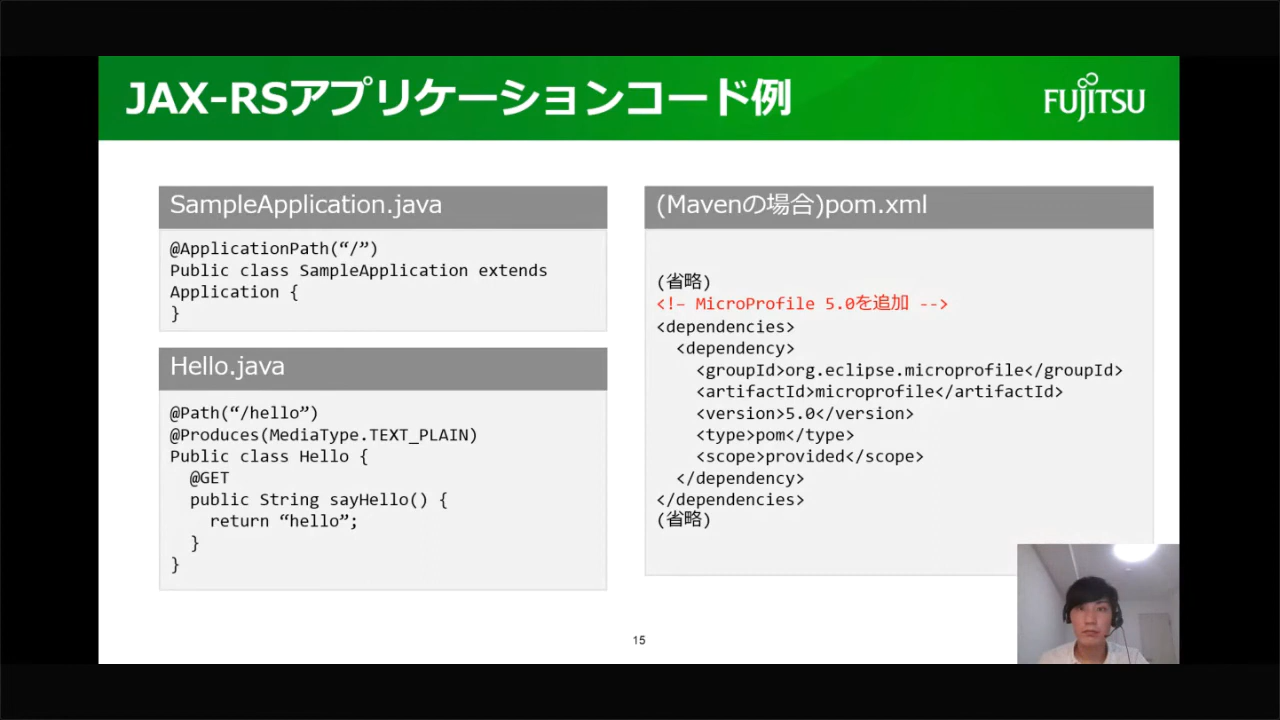 JAX-RSアプリケーションコード例
FUJITSU
SampleApplication.java
@ApplicationPath(“/”)
Public class SampleApplication extends
Application {
}
Hello.java
@Path(“/hello”)
@Produces(MediaType.TEXT_PLAIN)
Public class Hello {
@GET
public String sayHello() {
return “hello”;
}
}
(Mavenの場合)pom.xml
(省略)
<!– MicroProfile 5.0を追加 -->
<dependencies>
<dependency>
<groupId>org.eclipse.microprofile</groupId>
<artifactId>microprofile</artifactId>
<version>5.0</version>
<type>pom</type>
<scope>provided</scope>
</dependency>
</dependencies>
(省略)
15